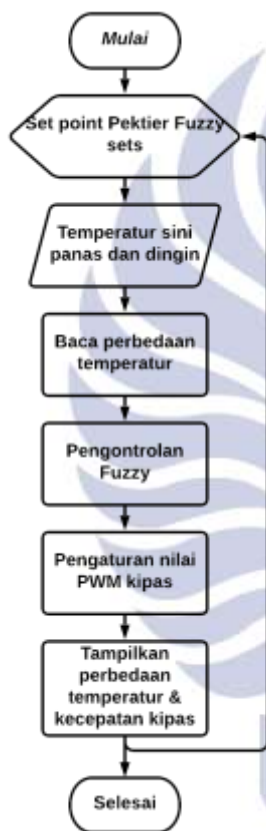 Mulai
Set point Pektier Fuzzy
sets
Temperatur sini
panas dan dingin
Baca perbedaan
temperatur
Pengontrolan
Fuzzy
Pengaturan nilai
PWM kipas
Tampilkan
perbedaan
temperatur &
kecepatan kipas
Selesai